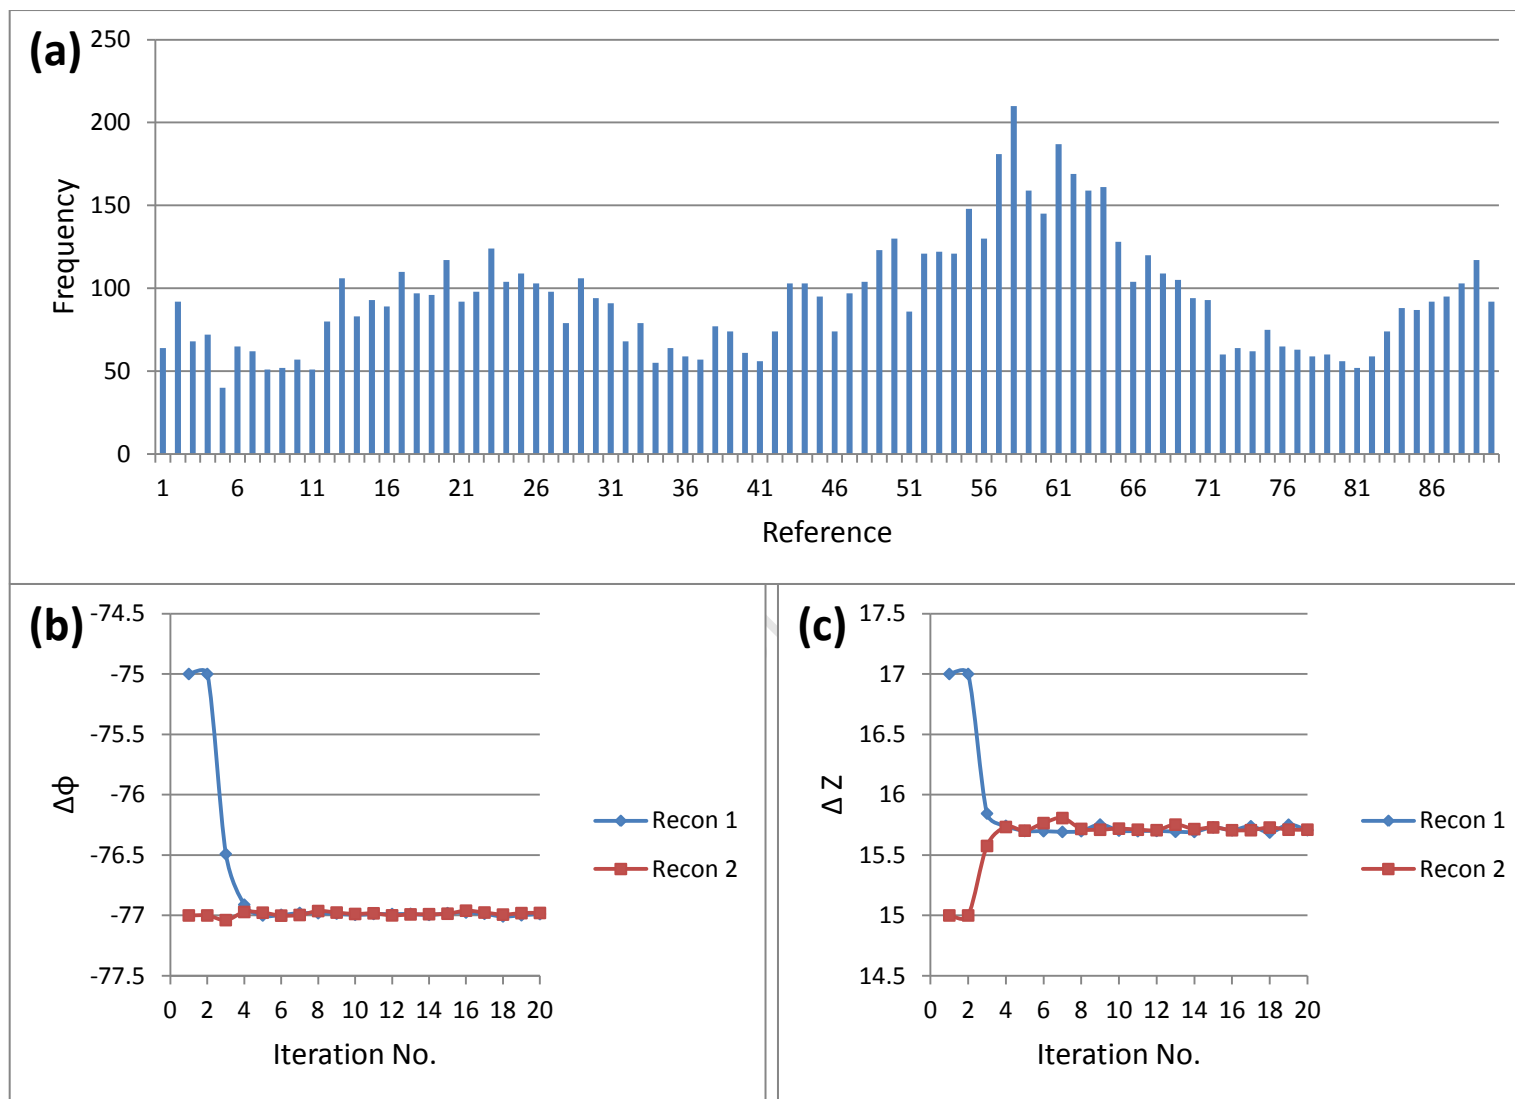 (a)
250
200
150
100
50
0
Frequency
1 6 11 16 21 26 31 36 41 46 51 56 61 66 71 76 81 86
Reference
(b)
-74.5
-75
-75.5
-76
-76.5
-77
-77.5
Δϕ
0 2 4 6 8 10 12 14 16 18 20
Iteration No.
Recon 1
Recon 2
(c)
17.5
17
16.5
16
15.5
15
14.5
Δ Z
0 2 4 6 8 10 12 14 16 18 20
Iteration No.
Recon 1
Recon 2